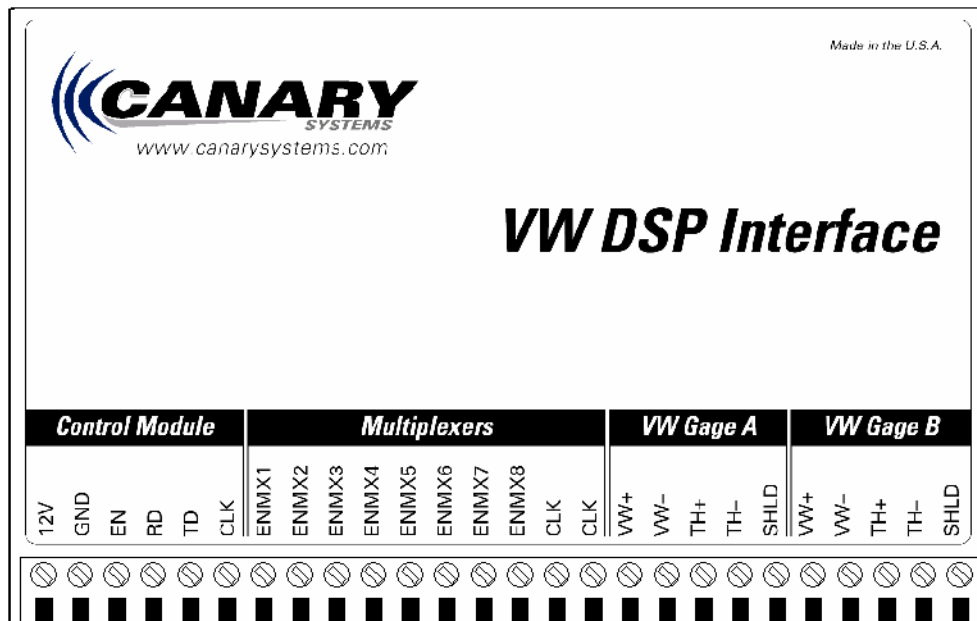 Made in the U.S.A.
CANARY
SYSTEMS
www.canarysystems.com
VW DSP Interface
Control Module Multiplexers VW Gage A VW Gage B
12V GND EN RD TD CLK ENMX1 ENMX2 ENMX3 ENMX4 ENMX5 ENMX6 ENMX7 ENMX8 CLK CLK VW+ VW− TH+ TH− SHLD VW+ VW− TH+ TH− SHLD